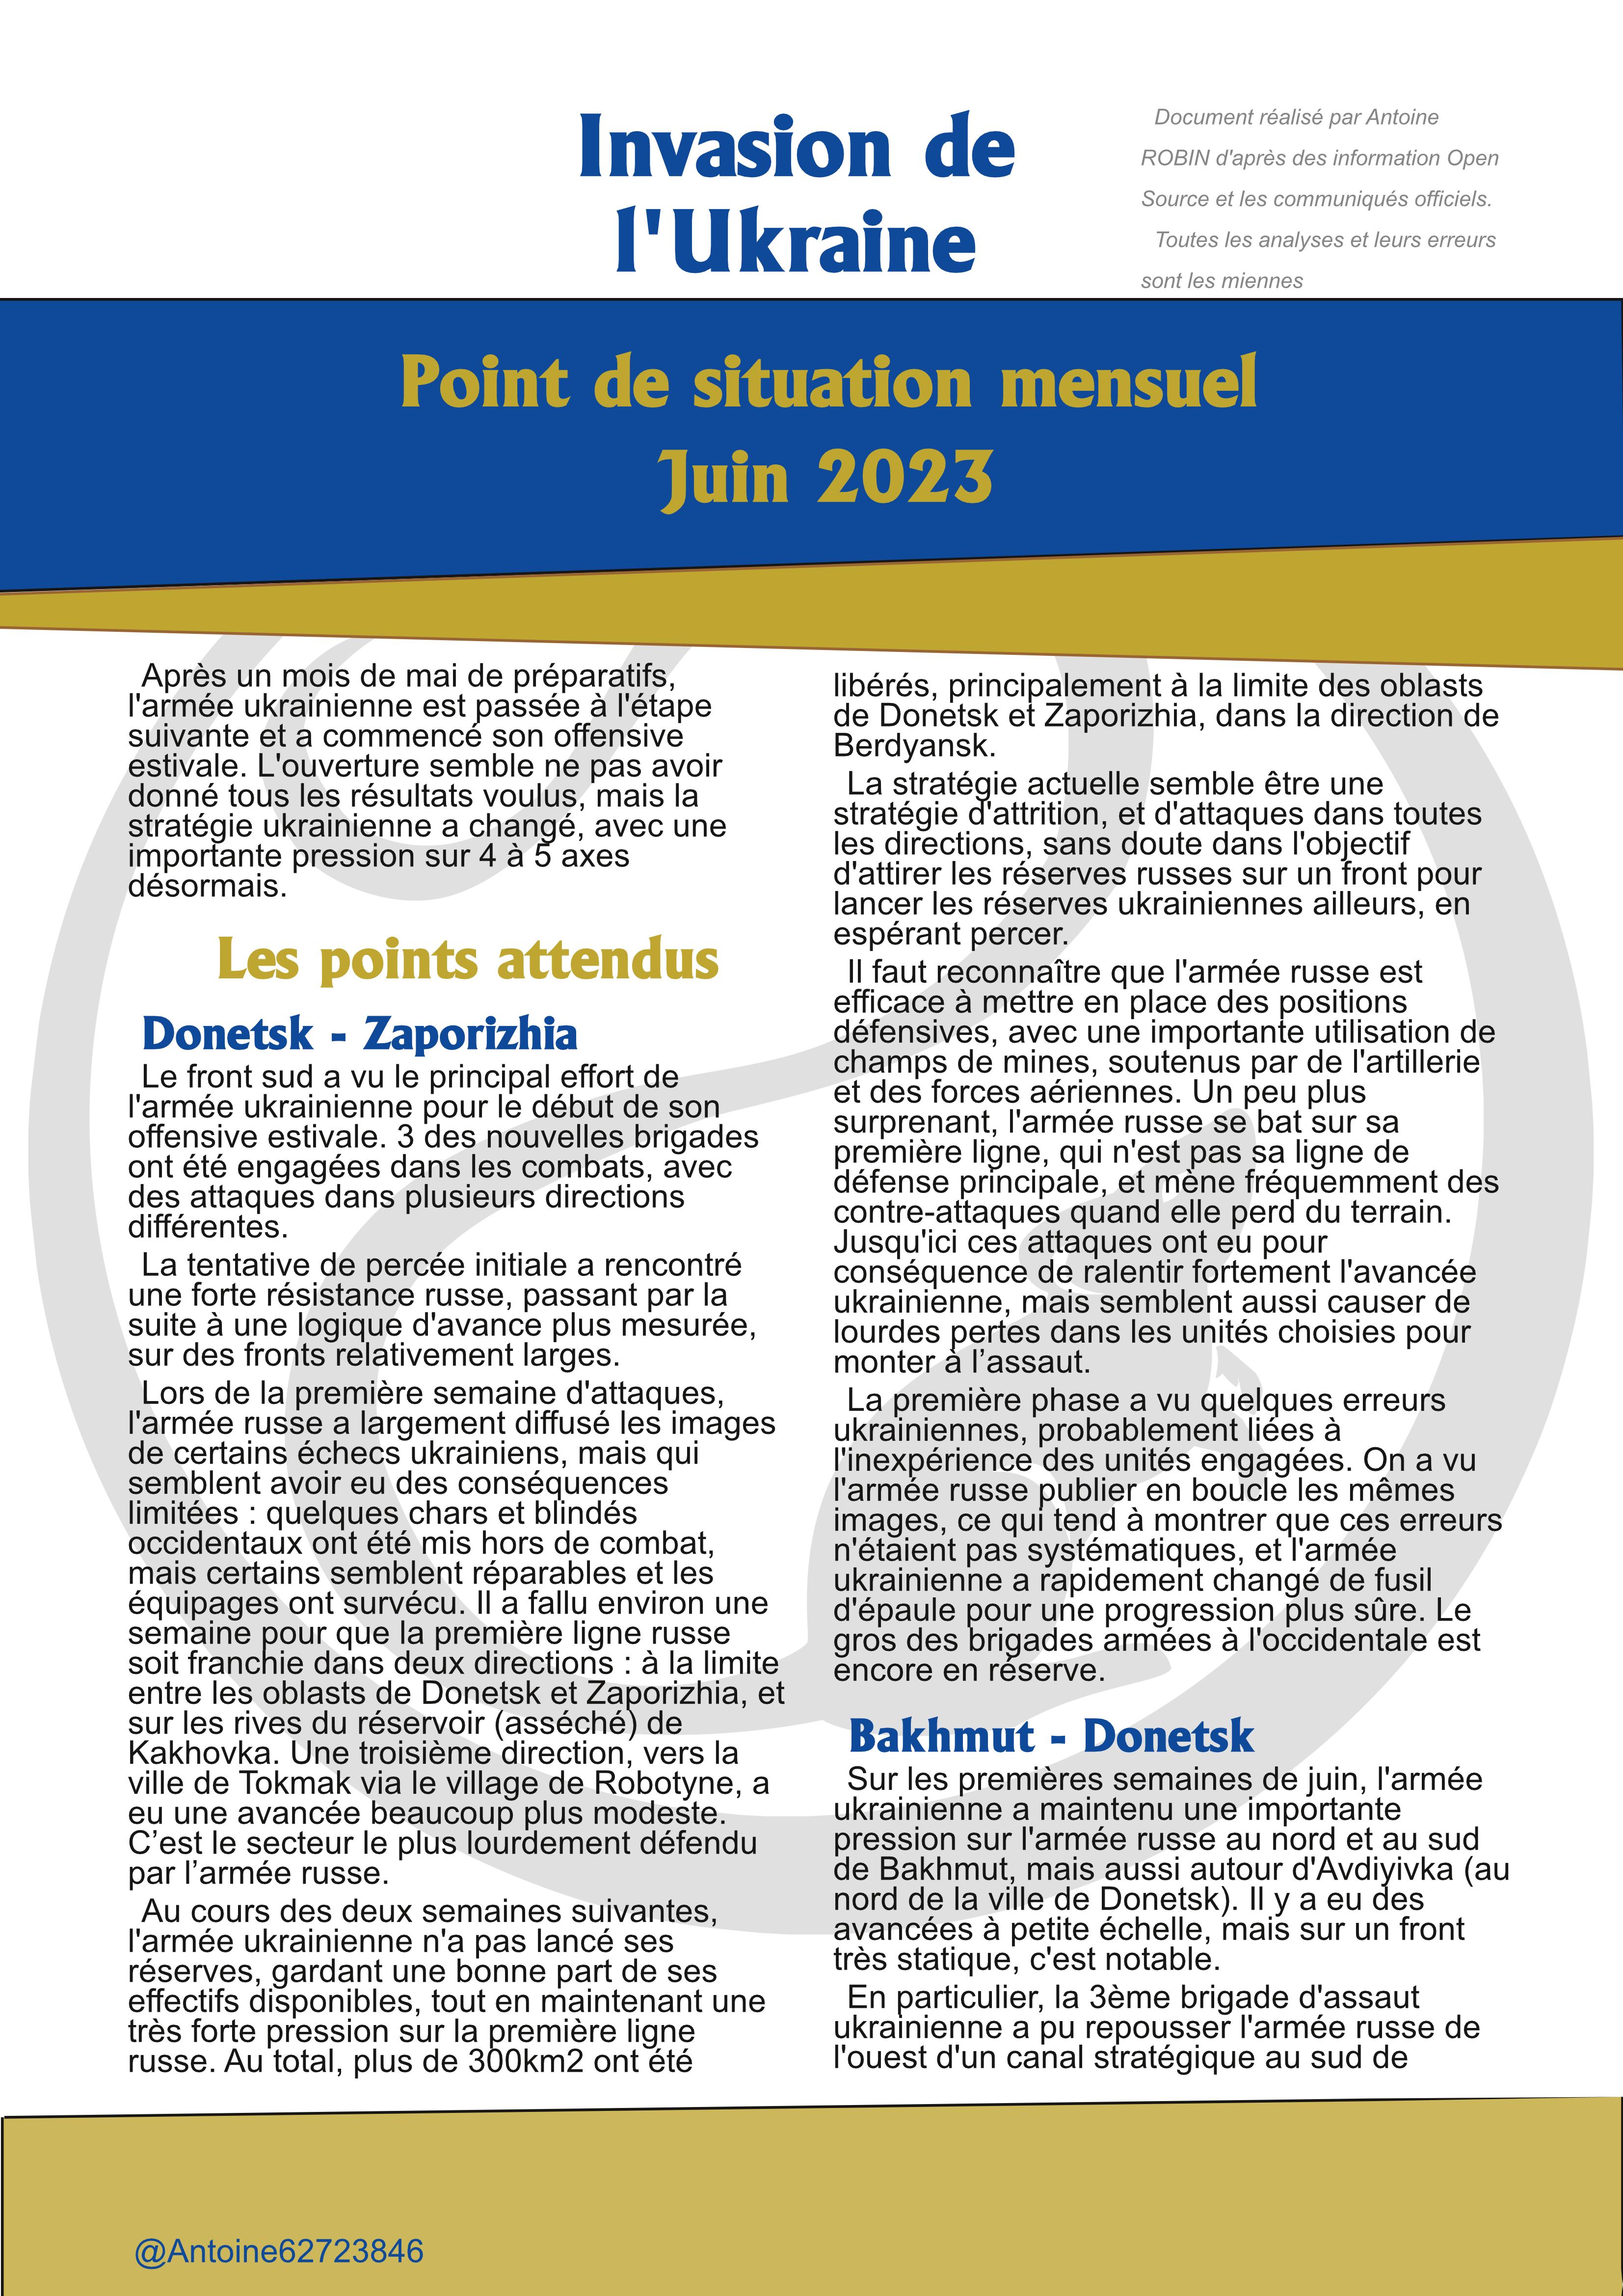 Invasion de
l'Ukraine
Document réalisé par Antoine
ROBIN d'après des information Open
Source et les communiqués officiels.
Toutes les analyses et leurs erreurs
sont les miennes
Point de situation mensuel
Juin 2023
Après un mois de mai de préparatifs,
l'armée ukrainienne est passée à l'étape
suivante et a commencé son offensive
estivale. L'ouverture semble ne pas avoir
donné tous les résultats voulus, mais la
stratégie ukrainienne a changé, avec une
importante pression sur 4 à 5 axes
désormais.
Les points attendus
Donetsk - Zaporizhia
Le front sud a vu le principal effort de
l'armée ukrainienne pour le début de son
offensive estivale. 3 des nouvelles brigades
ont été engagées dans les combats, avec
des attaques dans plusieurs directions
différentes.
La tentative de percée initiale a rencontré
une forte résistance russe, passant par la
suite à une logique d'avance plus mesurée,
sur des fronts relativement larges.
Lors de la première semaine d'attaques,
l'armée russe a largement diffusé les images
de certains échecs ukrainiens, mais qui
semblent avoir eu des conséquences
limitées : quelques chars et blindés
occidentaux ont été mis hors de combat,
mais certains semblent réparables et les
équipages ont survécu. Il a fallu environ une
semaine pour que la première ligne russe
soit franchie dans deux directions : à la limite
entre les oblasts de Donetsk et Zaporizhia, et
sur les rives du réservoir (asséché) de
Kakhovka. Une troisième direction, vers la
ville de Tokmak via le village de Robotyne, a
eu une avancée beaucoup plus modeste.
C’est le secteur le plus lourdement défendu
par l’armée russe.
Au cours des deux semaines suivantes,
l'armée ukrainienne n'a pas lancé ses
réserves, gardant une bonne part de ses
effectifs disponibles, tout en maintenant une
très forte pression sur la première ligne
russe. Au total, plus de 300km2 ont été
libérés, principalement à la limite des oblasts
de Donetsk et Zaporizhia, dans la direction de
Berdyansk.
La stratégie actuelle semble être une
stratégie d'attrition, et d'attaques dans toutes
les directions, sans doute dans l'objectif
d'attirer les réserves russes sur un front pour
lancer les réserves ukrainiennes ailleurs, en
espérant percer.
Il faut reconnaître que l'armée russe est
efficace à mettre en place des positions
défensives, avec une importante utilisation de
champs de mines, soutenus par de l'artillerie
et des forces aériennes. Un peu plus
surprenant, l'armée russe se bat sur sa
première ligne, qui n'est pas sa ligne de
défense principale, et mène fréquemment des
contre-attaques quand elle perd du terrain.
Jusqu'ici ces attaques ont eu pour
conséquence de ralentir fortement l'avancée
ukrainienne, mais semblent aussi causer de
lourdes pertes dans les unités choisies pour
monter à l’assaut.
La première phase a vu quelques erreurs
ukrainiennes, probablement liées à
l'inexpérience des unités engagées. On a vu
l'armée russe publier en boucle les mêmes
images, ce qui tend à montrer que ces erreurs
n'étaient pas systématiques, et l'armée
ukrainienne a rapidement changé de fusil
d'épaule pour une progression plus sûre. Le
gros des brigades armées à l'occidentale est
encore en réserve.
Bakhmut - Donetsk
Sur les premières semaines de juin, l'armée
ukrainienne a maintenu une importante
pression sur l'armée russe au nord et au sud
de Bakhmut, mais aussi autour d'Avdiyivka (au
nord de la ville de Donetsk). Il y a eu des
avancées à petite échelle, mais sur un front
très statique, c'est notable.
En particulier, la 3ème brigade d'assaut
ukrainienne a pu repousser l'armée russe de
l'ouest d'un canal stratégique au sud de
@Antoine62723846